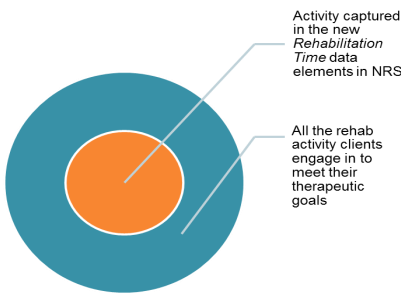 Activity captured
in the new
Rehabilitation
Time data
elements in NRS
All the rehab
activity clients
engage in to
meet their
therapeutic
goals